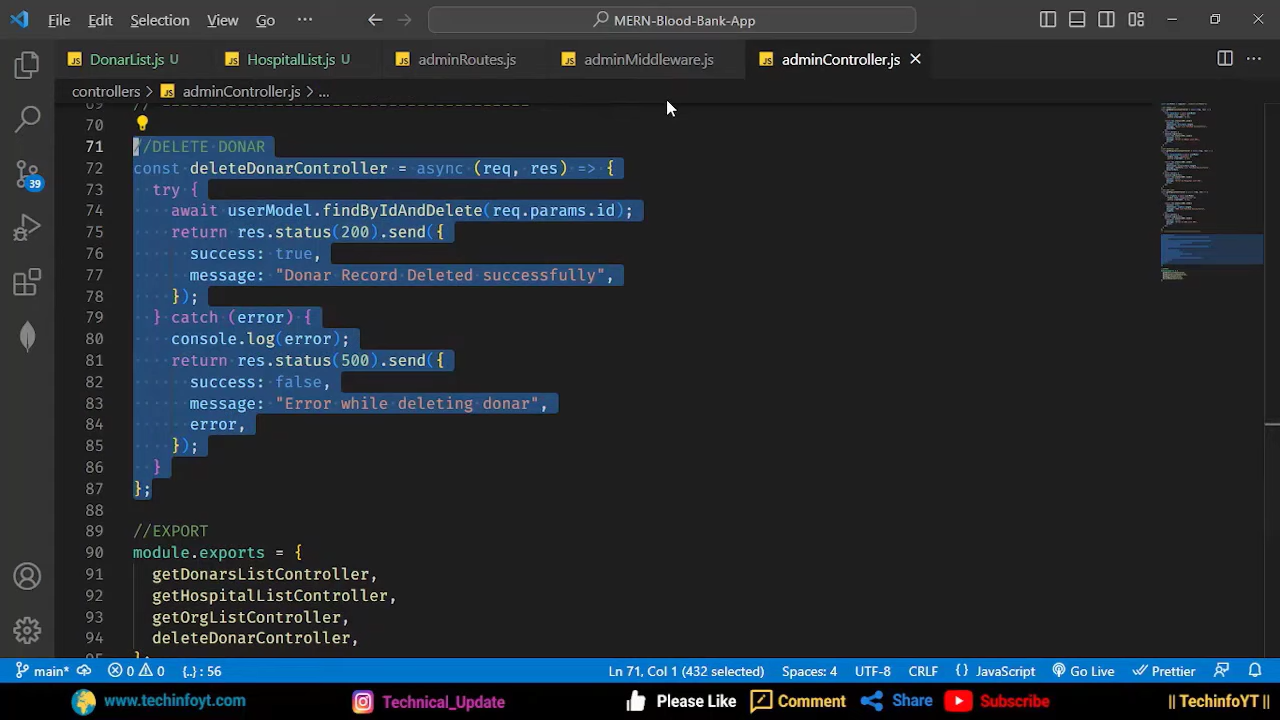 File Edit Selection View Go ··· MERN-Blood-Bank-App
DonarList.js U HospitalList.js U adminRoutes.js adminMiddleware.js adminController.js
controllers > adminController.js > ...
69 // ---------------------------------------
70
71 //DELETE DONAR
72 const deleteDonarController = async (req, res) => {
73 try {
74 await userModel.findByIdAndDelete(req.params.id);
75 return res.status(200).send({
76 success: true,
77 message: "Donar Record Deleted successfully",
78 });
79 } catch (error) {
80 console.log(error);
81 return res.status(500).send({
82 success: false,
83 message: "Error while deleting donar",
84 error,
85 });
86 }
87 };
88
89 //EXPORT
90 module.exports = {
91 getDonarsListController,
92 getHospitalListController,
93 getOrgListController,
94 deleteDonarController,
95 };
39
main* 0 0 {..} : 56 Ln 71, Col 1 (432 selected) Spaces: 4 UTF-8 CRLF {} JavaScript Go Live Prettier
www.techinfoyt.com Technical_Update Please Like Comment Share Subscribe || TechinfoYT ||